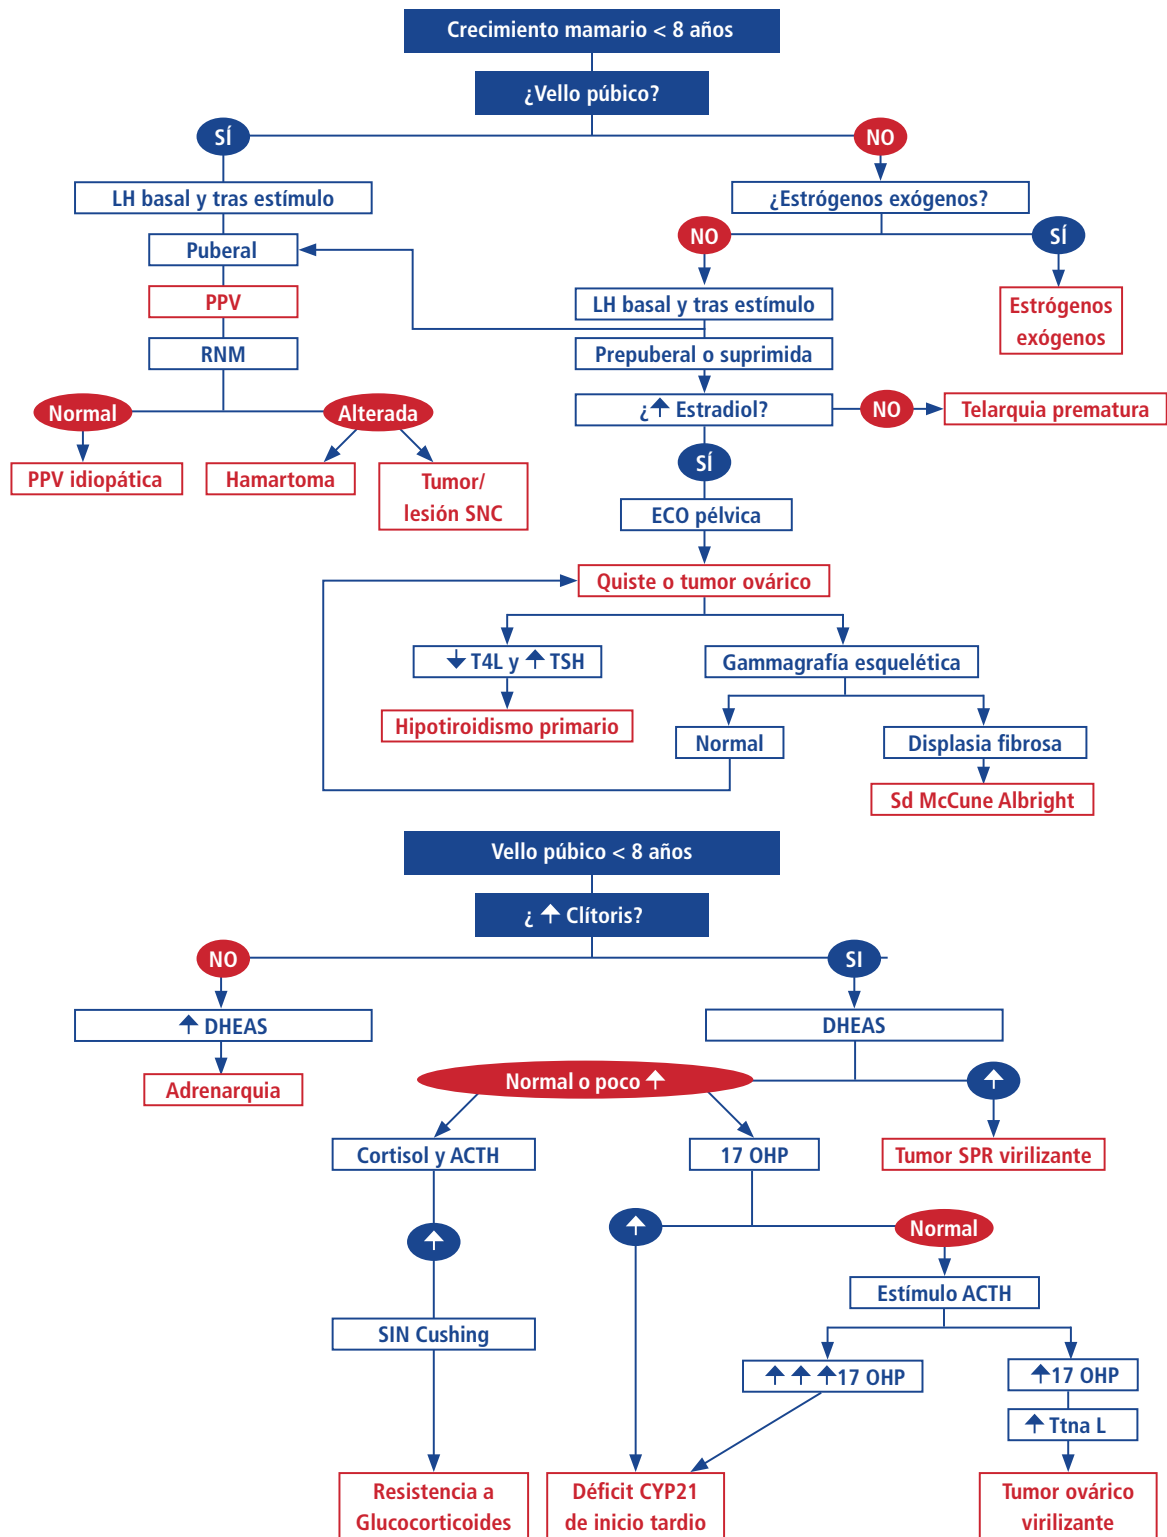 Crecimiento mamario < 8 años
¿Vello púbico?
SÍ
NO
LH basal y tras estímulo
¿Estrógenos exógenos?
Puberal
NO
SÍ
PPV
LH basal y tras estímulo
Estrógenos
exógenos
RNM
Prepuberal o suprimida
Normal
Alterada
¿↑ Estradiol?
NO
Telarquia prematura
PPV idiopática
Hamartoma
Tumor/
lesión SNC
SÍ
ECO pélvica
Quiste o tumor ovárico
↓ T4L y ↑ TSH
Gammagrafía esquelética
Hipotiroidismo primario
Normal
Displasia fibrosa
Sd McCune Albright
Vello púbico < 8 años
¿ ↑ Clítoris?
NO
SI
↑ DHEAS
DHEAS
Adrenarquia
Normal o poco ↑
↑
Cortisol y ACTH
17 OHP
Tumor SPR virilizante
↑
↑
Normal
Estímulo ACTH
SIN Cushing
↑ ↑ ↑17 OHP
↑17 OHP
↑ Ttna L
Resistencia a
Glucocorticoides
Déficit CYP21
de inicio tardio
Tumor ovárico
virilizante